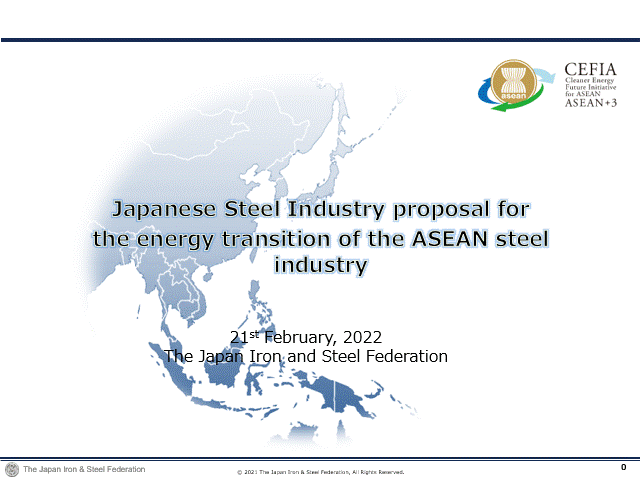 CEFIA
Cleaner Energy
Future Initiative
for ASEAN
ASEAN+3
asean
Japanese Steel Industry proposal for
the energy transition of the ASEAN steel
industry
21st February, 2022
The Japan Iron and Steel Federation
The Japan Iron & Steel Federation
© 2021 The Japan Iron & Steel Federation, All Rights Reserved.
0